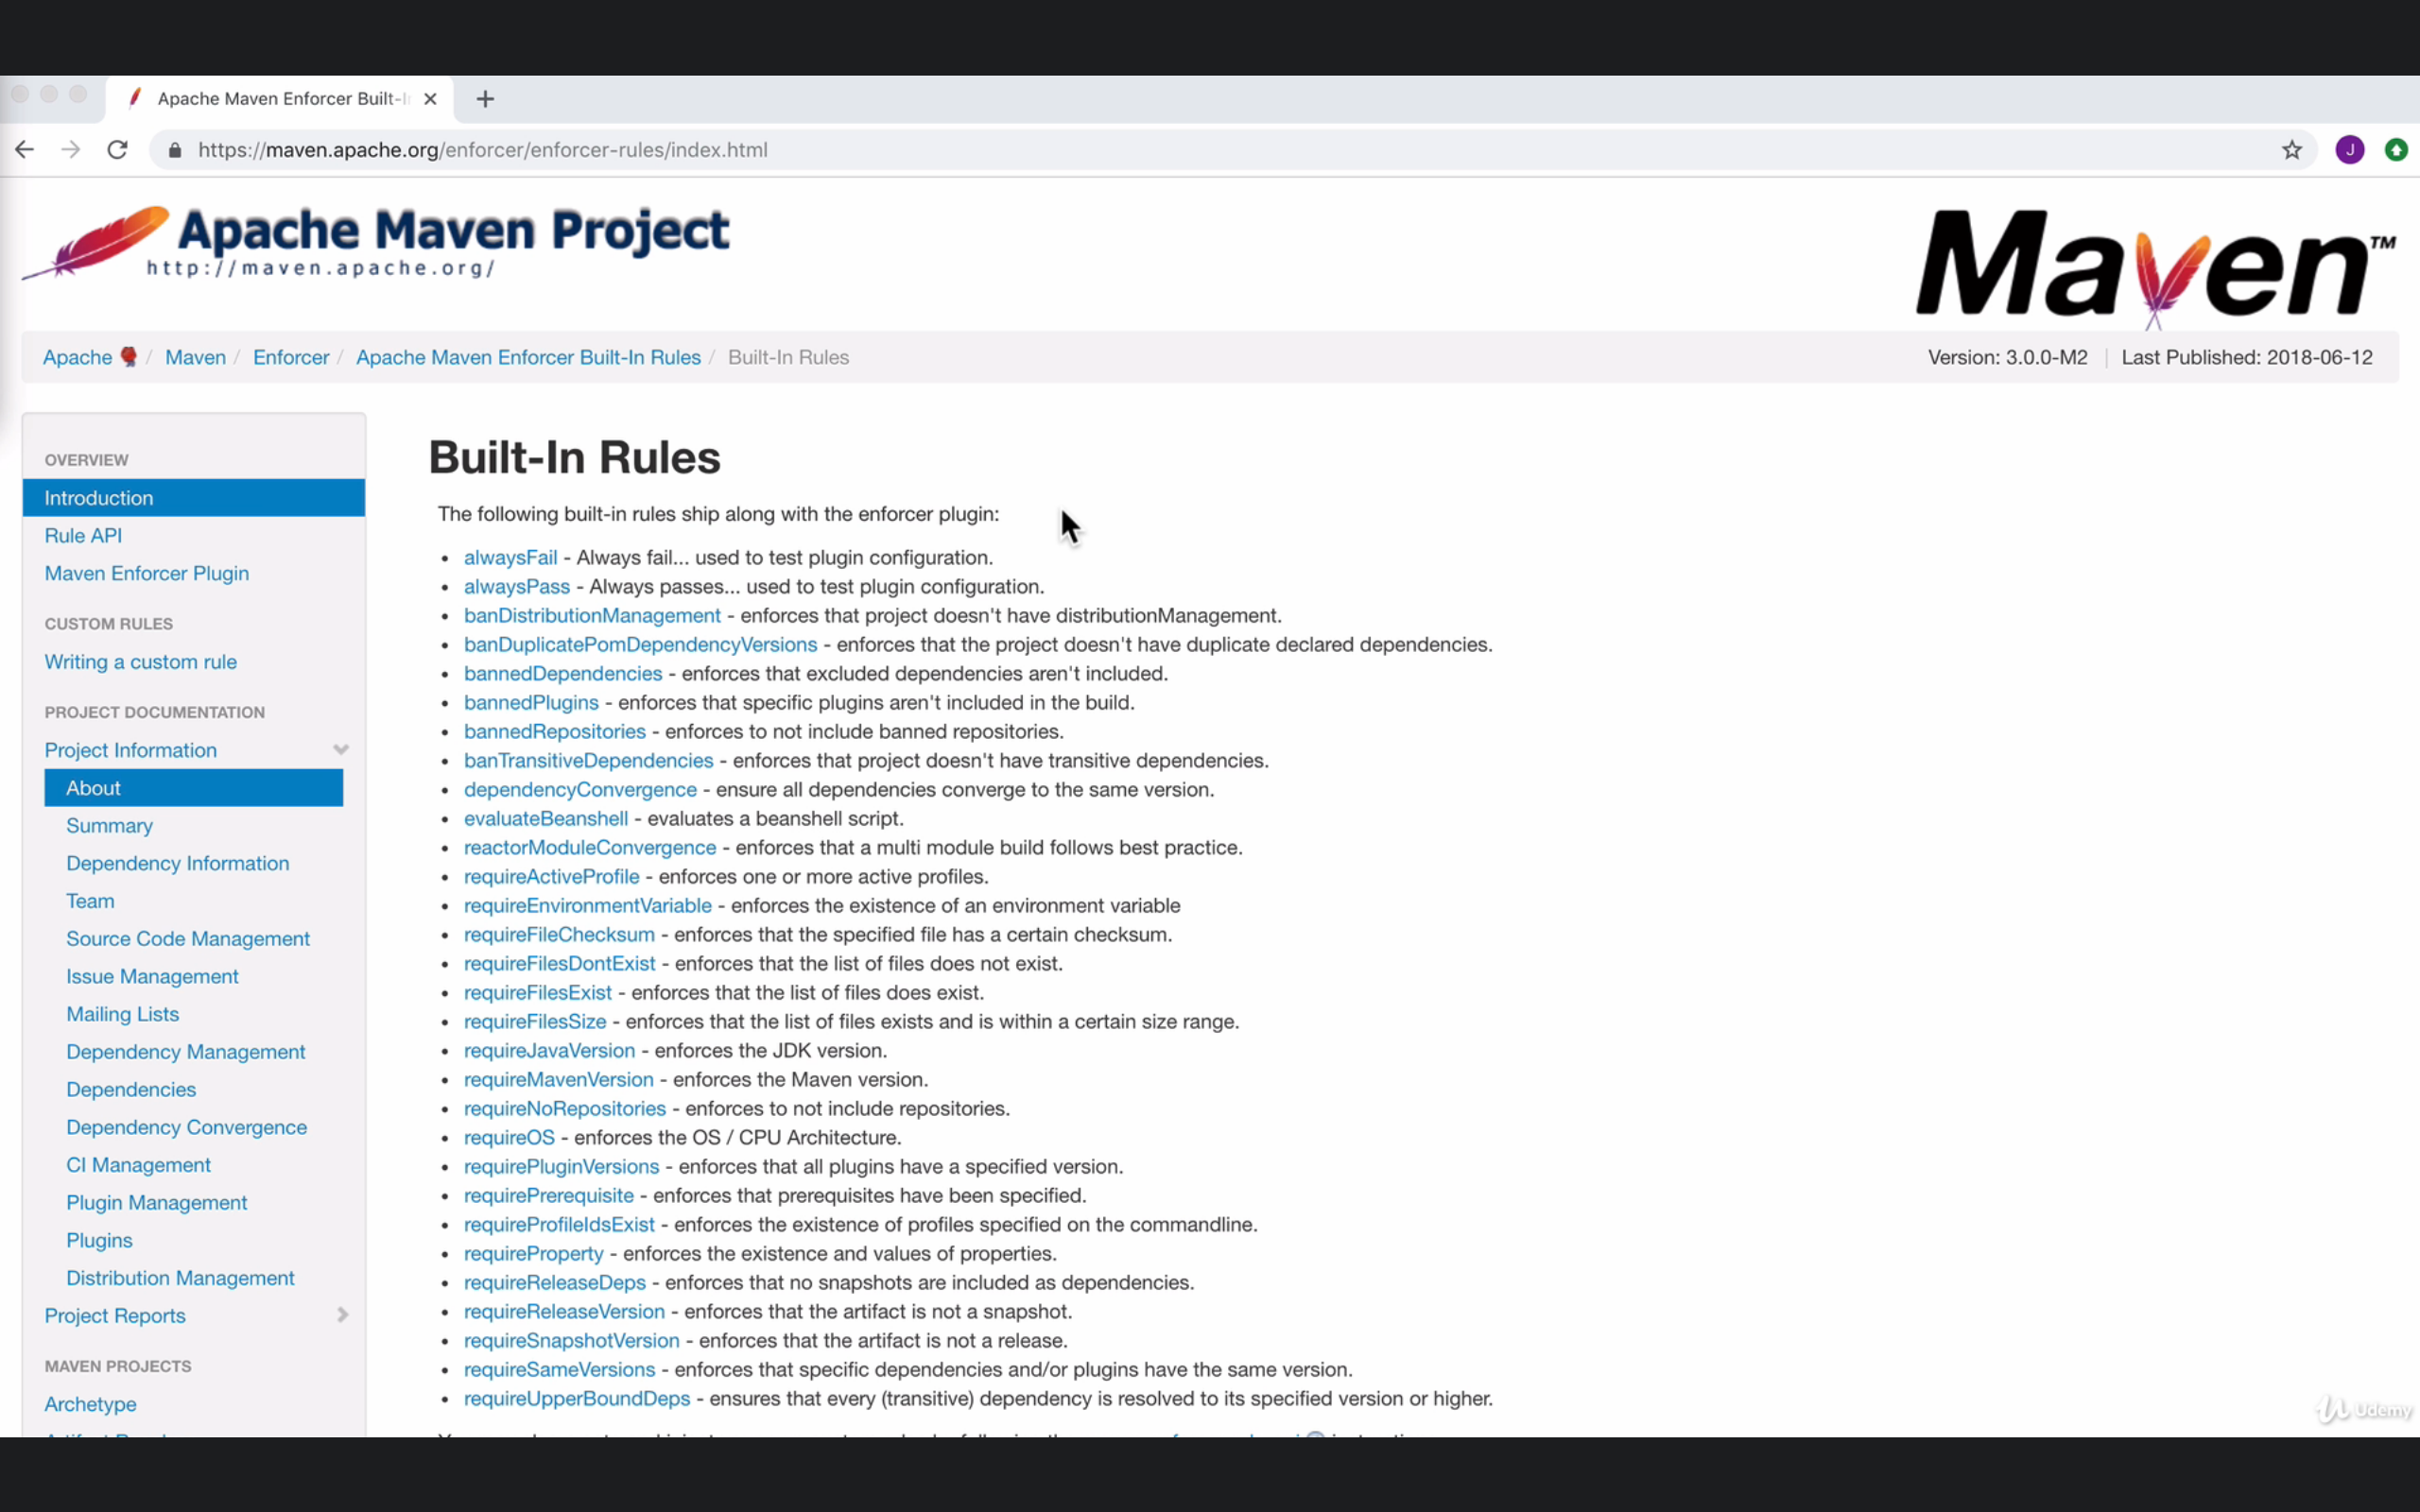 Apache Maven Enforcer Built-I
https://maven.apache.org/enforcer/enforcer-rules/index.html
J
Apache Maven Project
http://maven.apache.org/
Maven™
Apache / Maven / Enforcer / Apache Maven Enforcer Built-In Rules / Built-In Rules
Version: 3.0.0-M2 | Last Published: 2018-06-12
OVERVIEW
Introduction
Rule API
Maven Enforcer Plugin
CUSTOM RULES
Writing a custom rule
PROJECT DOCUMENTATION
Project Information
About
Summary
Dependency Information
Team
Source Code Management
Issue Management
Mailing Lists
Dependency Management
Dependencies
Dependency Convergence
CI Management
Plugin Management
Plugins
Distribution Management
Project Reports
MAVEN PROJECTS
Archetype
Built-In Rules
The following built-in rules ship along with the enforcer plugin:
• alwaysFail - Always fail... used to test plugin configuration.
• alwaysPass - Always passes... used to test plugin configuration.
• banDistributionManagement - enforces that project doesn't have distributionManagement.
• banDuplicatePomDependencyVersions - enforces that the project doesn't have duplicate declared dependencies.
• bannedDependencies - enforces that excluded dependencies aren't included.
• bannedPlugins - enforces that specific plugins aren't included in the build.
• bannedRepositories - enforces to not include banned repositories.
• banTransitiveDependencies - enforces that project doesn't have transitive dependencies.
• dependencyConvergence - ensure all dependencies converge to the same version.
• evaluateBeanshell - evaluates a beanshell script.
• reactorModuleConvergence - enforces that a multi module build follows best practice.
• requireActiveProfile - enforces one or more active profiles.
• requireEnvironmentVariable - enforces the existence of an environment variable
• requireFileChecksum - enforces that the specified file has a certain checksum.
• requireFilesDontExist - enforces that the list of files does not exist.
• requireFilesExist - enforces that the list of files does exist.
• requireFilesSize - enforces that the list of files exists and is within a certain size range.
• requireJavaVersion - enforces the JDK version.
• requireMavenVersion - enforces the Maven version.
• requireNoRepositories - enforces to not include repositories.
• requireOS - enforces the OS / CPU Architecture.
• requirePluginVersions - enforces that all plugins have a specified version.
• requirePrerequisite - enforces that prerequisites have been specified.
• requireProfileIdsExist - enforces the existence of profiles specified on the commandline.
• requireProperty - enforces the existence and values of properties.
• requireReleaseDeps - enforces that no snapshots are included as dependencies.
• requireReleaseVersion - enforces that the artifact is not a snapshot.
• requireSnapshotVersion - enforces that the artifact is not a release.
• requireSameVersions - enforces that specific dependencies and/or plugins have the same version.
• requireUpperBoundDeps - ensures that every (transitive) dependency is resolved to its specified version or higher.
Udemy